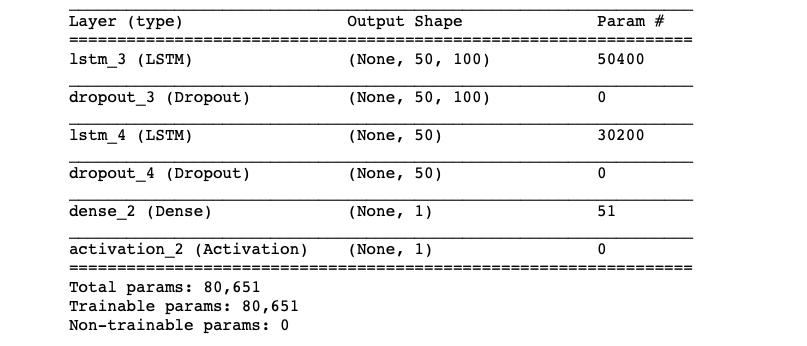 Layer (type) Output Shape Param #
=================================================================
lstm_3 (LSTM) (None, 50, 100) 50400
dropout_3 (Dropout) (None, 50, 100) 0
lstm_4 (LSTM) (None, 50) 30200
dropout_4 (Dropout) (None, 50) 0
dense_2 (Dense) (None, 1) 51
activation_2 (Activation) (None, 1) 0
=================================================================
Total params: 80,651
Trainable params: 80,651
Non-trainable params: 0